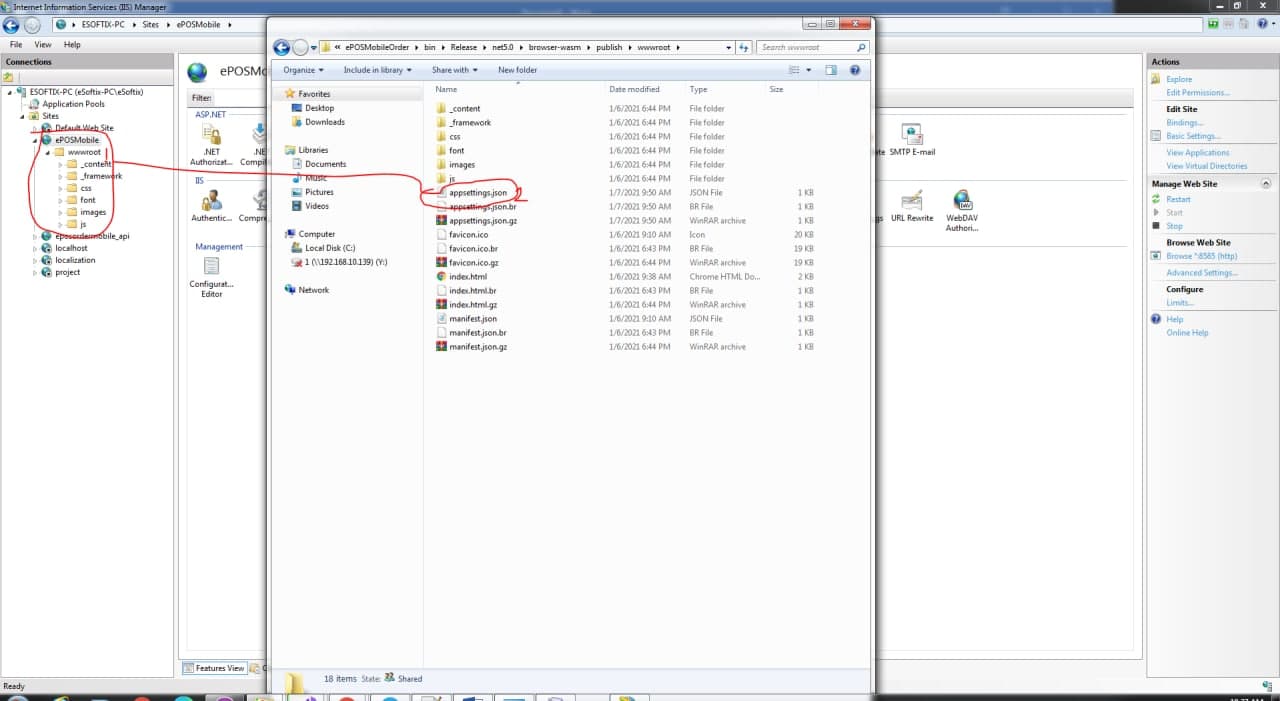 Internet Information Services (IIS) Manager
ESOFTIX-PC Sites ePOSMobile
File View Help
Connections
ESOFTIX-PC (eSoftix-PC\eSoftix)
Application Pools
Sites
Default Web Site
ePOSMobile
wwwroot
_content
_framework
css
font
images
js
eposordermobile_api
localhost
localization
project
Ready
ePOSMo
Filter:
ASP.NET
.NET
Authorizat...
.NE
Compil
IIS
Authentic...
Compre
Management
Configurat...
Editor
Features View
« ePOSMobileOrder bin Release net5.0 browser-wasm publish wwwroot
Search wwwroot
Organize Include in library Share with New folder
Favorites
Desktop
Downloads
Libraries
Documents
Music
Pictures
Videos
Computer
Local Disk (C:)
1 (\\192.168.10.139) (Y:)
Network
Name Date modified Type Size
_content 1/6/2021 6:44 PM File folder
_framework 1/6/2021 6:44 PM File folder
css 1/6/2021 6:44 PM File folder
font 1/6/2021 6:44 PM File folder
images 1/6/2021 6:44 PM File folder
js 1/6/2021 6:44 PM File folder
appsettings.json 1/7/2021 9:50 AM JSON File 1 KB
appsettings.json.br 1/7/2021 9:50 AM BR File 1 KB
appsettings.json.gz 1/7/2021 9:50 AM WinRAR archive 1 KB
favicon.ico 1/6/2021 9:10 AM Icon 20 KB
favicon.ico.br 1/6/2021 6:43 PM BR File 19 KB
favicon.ico.gz 1/6/2021 6:44 PM WinRAR archive 19 KB
index.html 1/6/2021 9:38 AM Chrome HTML Do... 2 KB
index.html.br 1/6/2021 6:43 PM BR File 1 KB
index.html.gz 1/6/2021 6:44 PM WinRAR archive 1 KB
manifest.json 1/6/2021 9:10 AM JSON File 1 KB
manifest.json.br 1/6/2021 6:43 PM BR File 1 KB
manifest.json.gz 1/6/2021 6:44 PM WinRAR archive 1 KB
18 items State: Shared
SMTP E-mail
URL Rewrite
WebDAV
Authori...
Actions
Explore
Edit Permissions...
Edit Site
Bindings...
Basic Settings...
View Applications
View Virtual Directories
Manage Web Site
Restart
Start
Stop
Browse Web Site
Browse *:8585 (http)
Advanced Settings...
Configure
Limits...
Help
Online Help